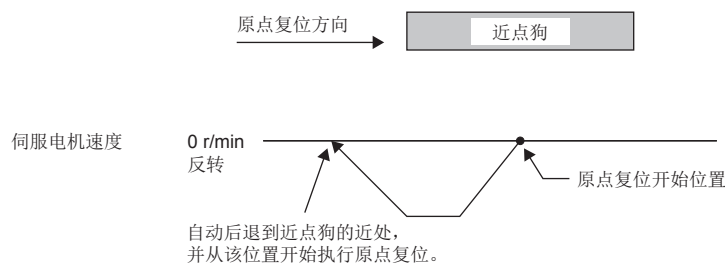 原点复位方向
近点狗
伺服电机速度
0 r/min
反转
原点复位开始位置
自动后退到近点狗的近处，
并从该位置开始执行原点复位。